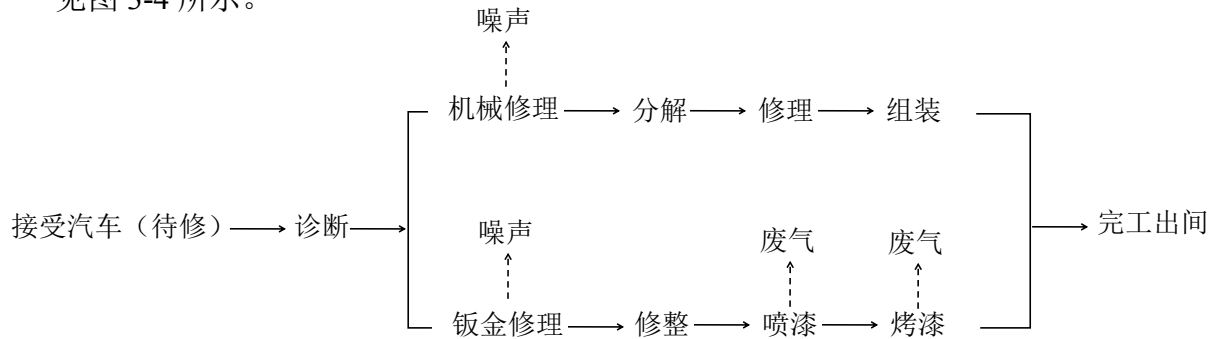 见图 3-4 所示。
噪声
机械修理 分解 修理 组装
接受汽车（待修） 诊断 完工出间
噪声 废气 废气
钣金修理 修整 喷漆 烤漆